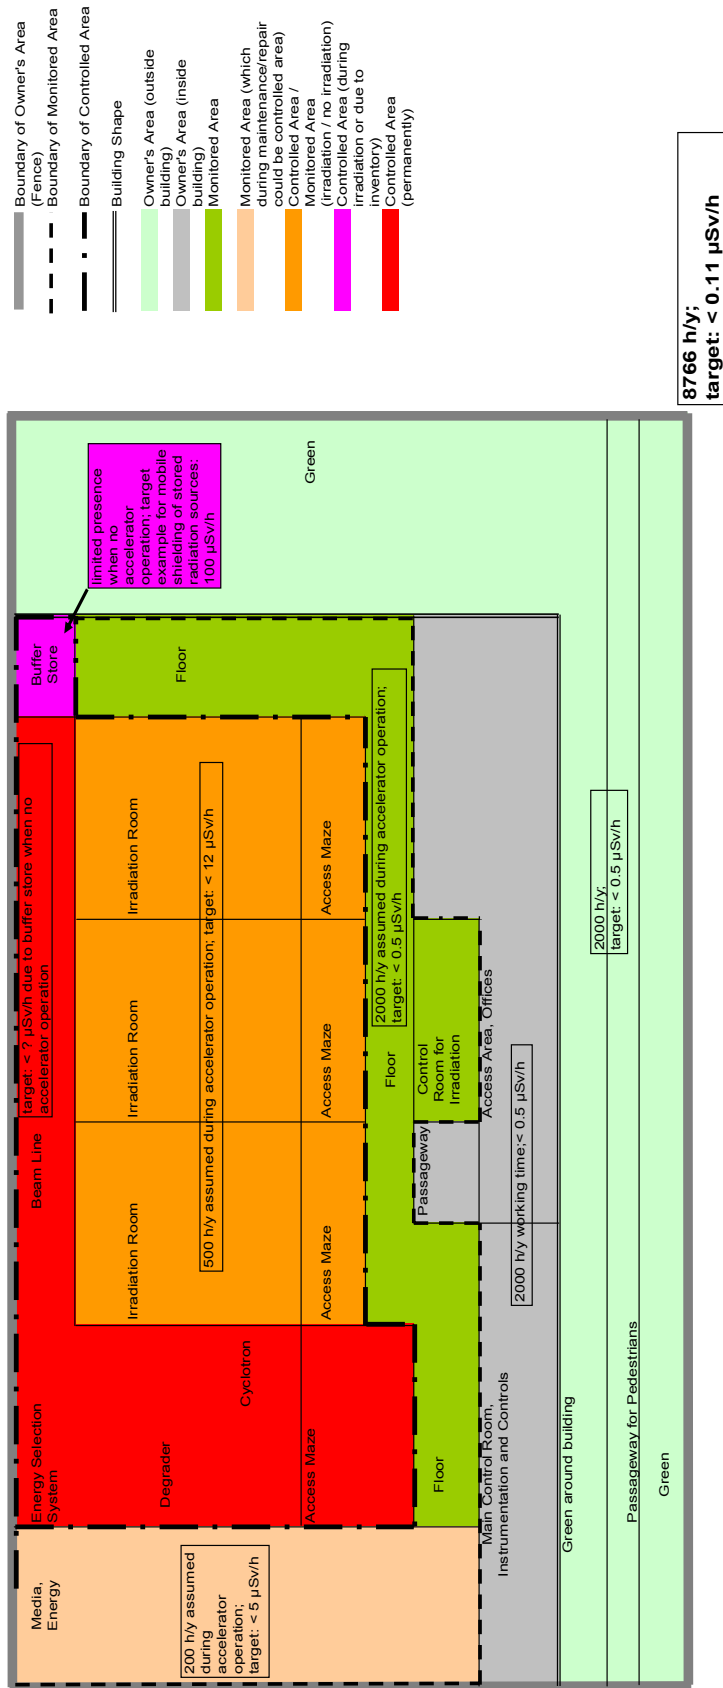 Boundary of Owner's Area
(Fence)
Boundary of Monitored Area
Boundary of Controlled Area
Building Shape
Owner's Area (outside
building)
Owner's Area (inside
building)
Monitored Area
Monitored Area (which
during maintenance/repair
could be controlled area)
Controlled Area /
Monitored Area
(irradiation / no irradiation)
Controlled Area (during
irradiation or due to
inventory)
Controlled Area
(permanently)
8766 h/y;
target: < 0.11 µSv/h
Media,
Energy
200 h/y assumed
during
accelerator
operation;
target: < 5 µSv/h
Energy Selection
System
Degrader
Cyclotron
Access Maze
Beam Line
target: < ? µSv/h due to buffer store when no
accelerator operation
Buffer
Store
limited presence
when no
accelerator
operation; target
example for mobile
shielding of stored
radiation sources:
100 µSv/h
Irradiation Room
Irradiation Room
Irradiation Room
500 h/y assumed during accelerator operation; target: < 12 µSv/h
Access Maze
Access Maze
Access Maze
Floor
Floor
Floor
2000 h/y assumed during accelerator operation;
target: < 0.5 µSv/h
Passageway
Control
Room for
Irradiation
Main Control Room,
Instrumentation and Controls
Access Area, Offices
2000 h/y working time;< 0.5 µSv/h
Green around building
2000 h/y;
target: < 0.5 µSv/h
Passageway for Pedestrians
Green
Green